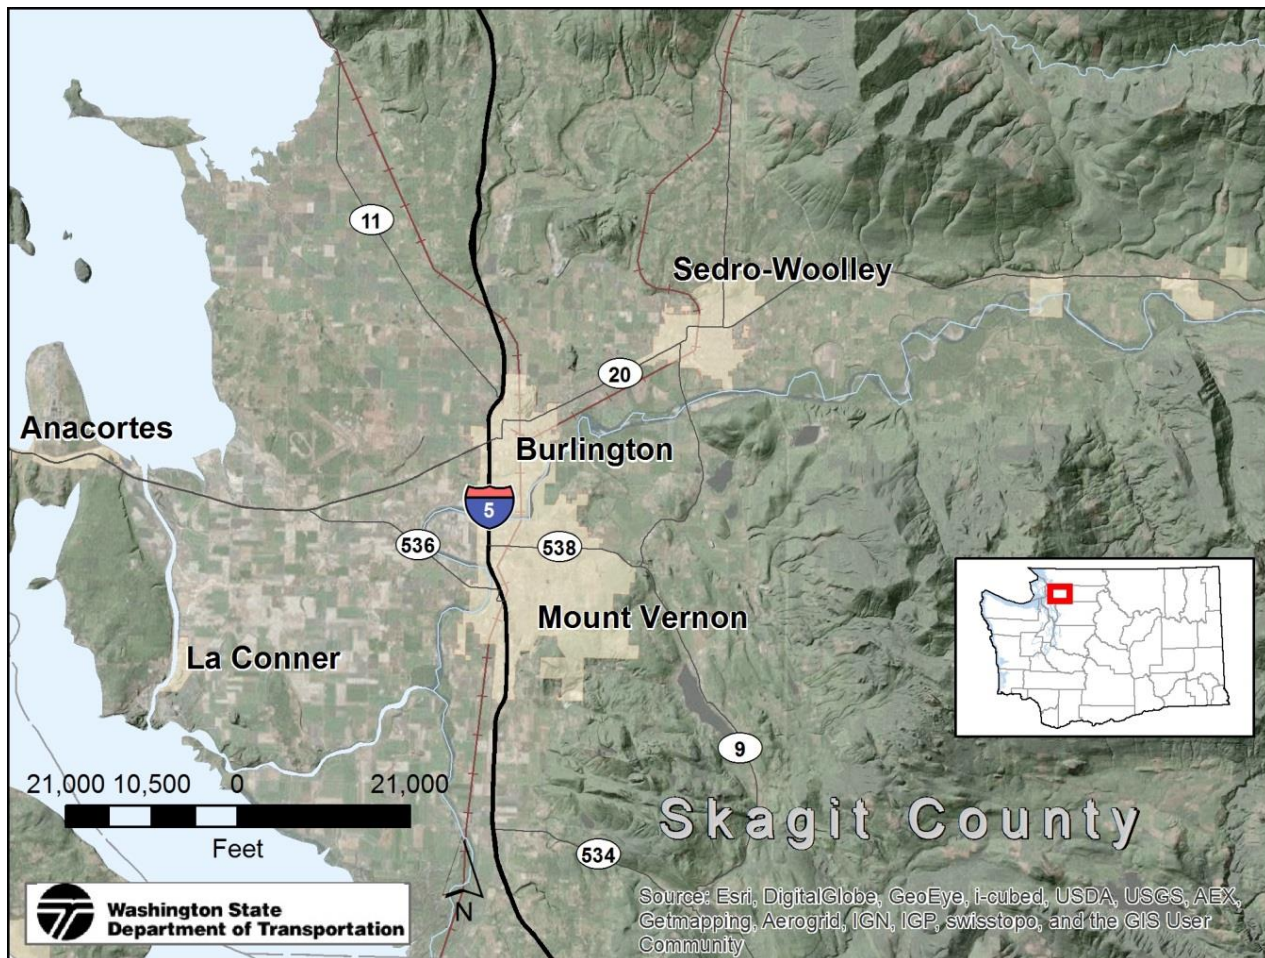 11
Sedro-Woolley
20
Anacortes
Burlington
5
536
538
Mount Vernon
La Conner
9
21,000 10,500 0 21,000
Feet
Skagit County
534
N
Washington State
Department of Transportation
Source: Esri, DigitalGlobe, GeoEye, i-cubed, USDA, USGS, AEX,
Getmapping, Aerogrid, IGN, IGP, swisstopo, and the GIS User
Community